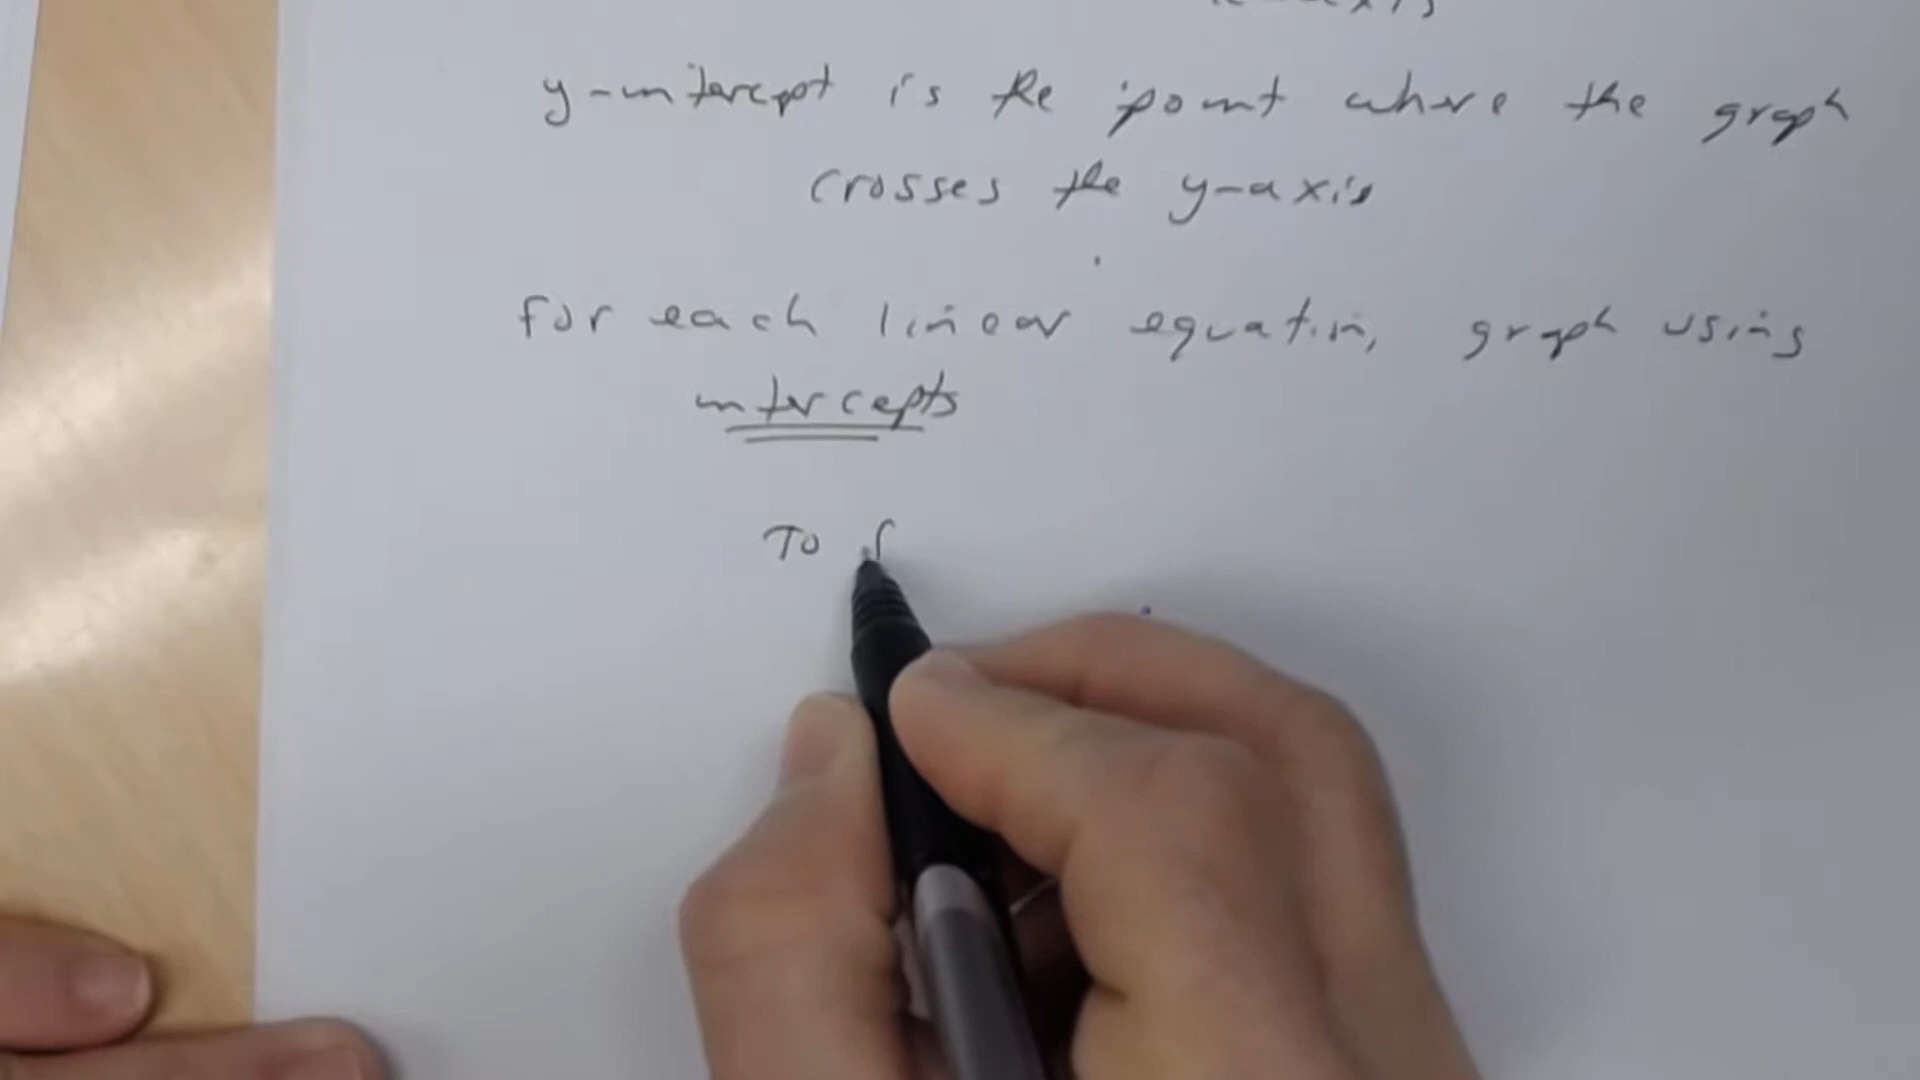 y-intercept is the point where the graph
crosses the y-axis
for each linear equation, graph using
intercepts
To f